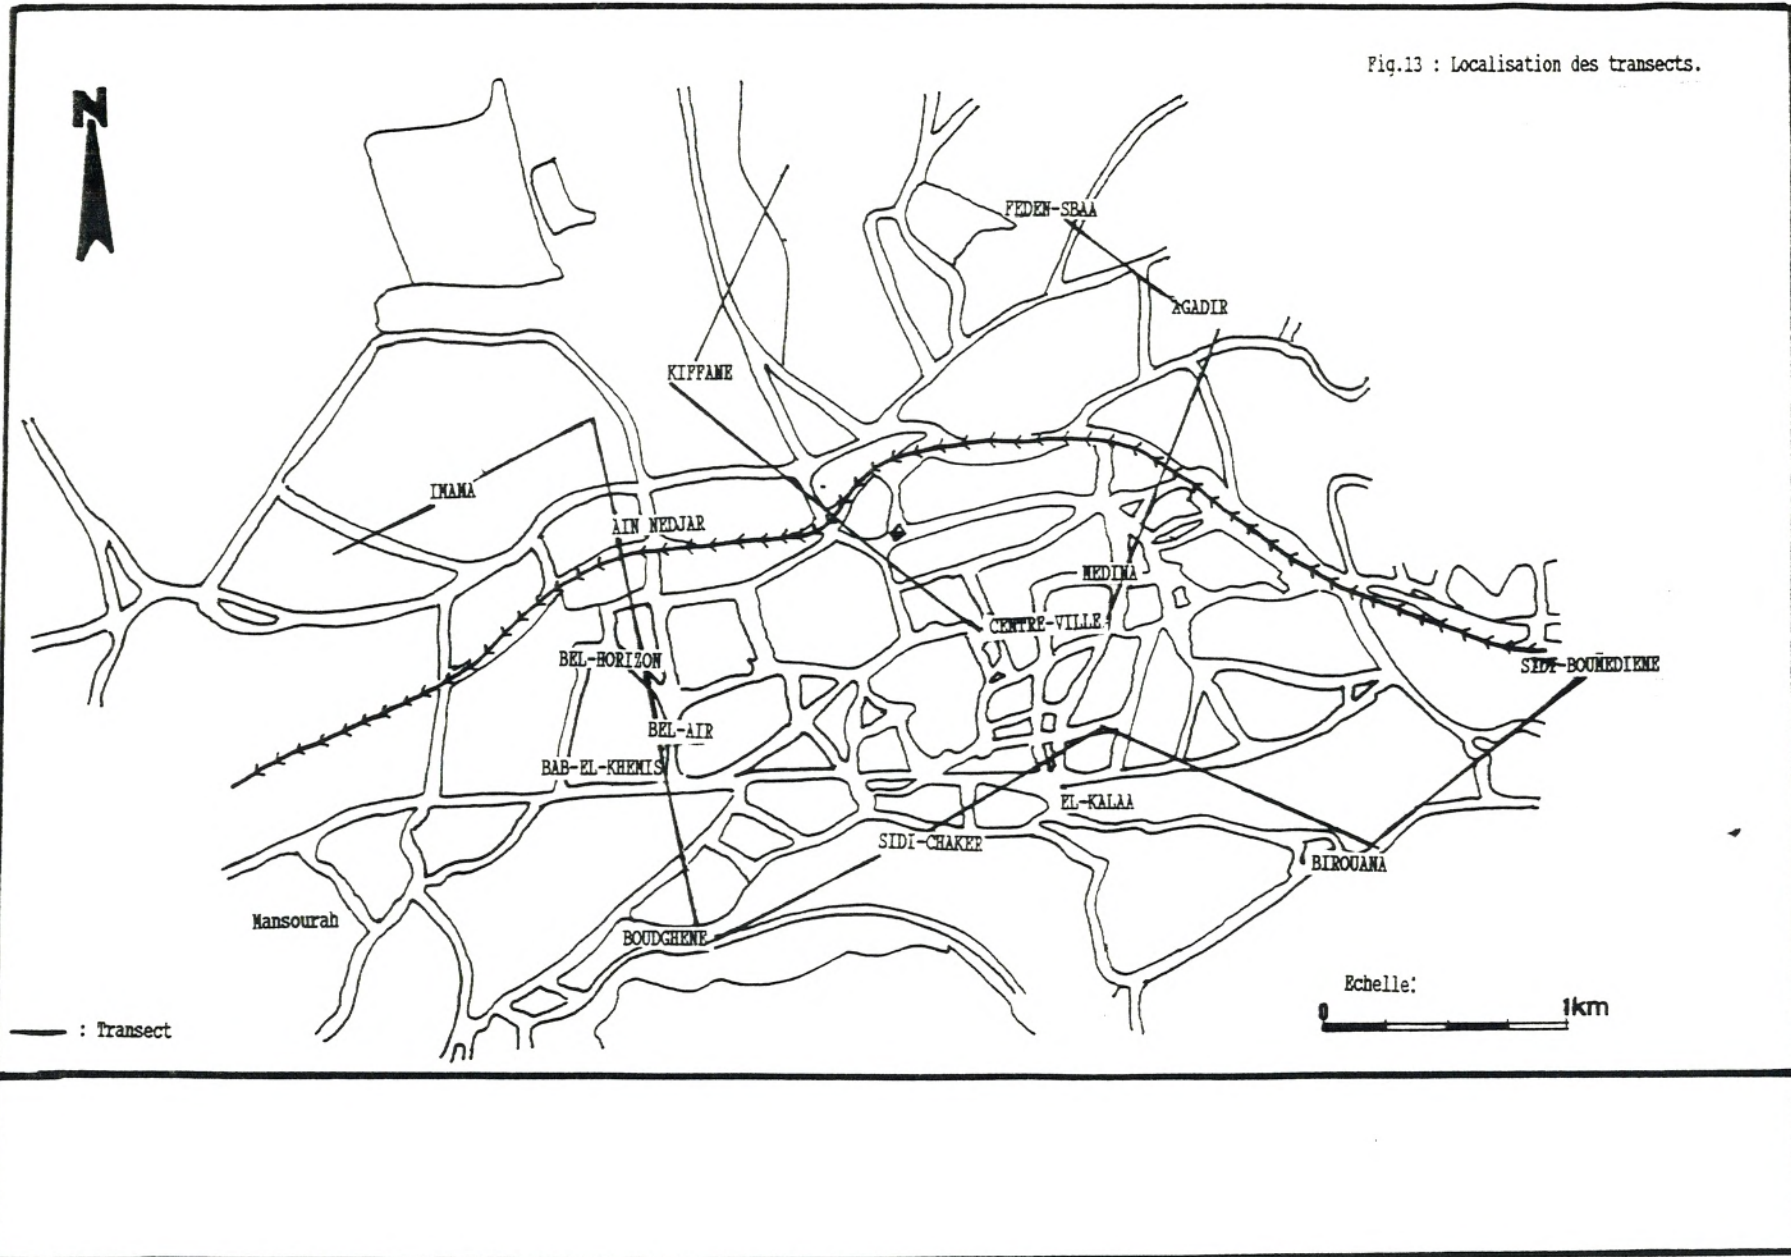 Fig.13 : Localisation des transects.
N
FEDEN-SBAA
AGADIR
KIFFANE
IMAMA
AIN NEDJAR
MEDINA
CENTRE-VILLE
BEL-HORIZON
SIDI-BOUMEDIENE
BEL-AIR
BAB-EL-KHEMIS
EL-KALAA
SIDI-CHAKER
BIROUANA
Mansourah
BOUDGHENE
Echelle:
0 1km
: Transect